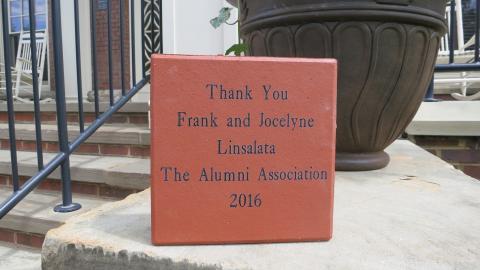 Thank You
Frank and Jocelyne
Linsalata
The Alumni Association
2016